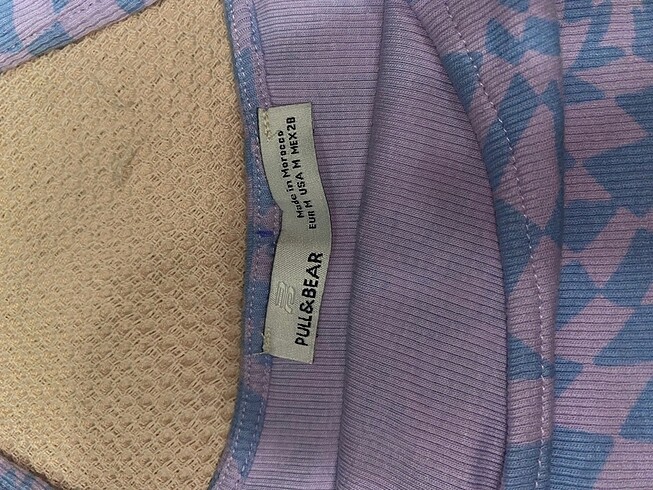 PULL&BEAR
EUR M USA M MEX 28
Made in Morocco